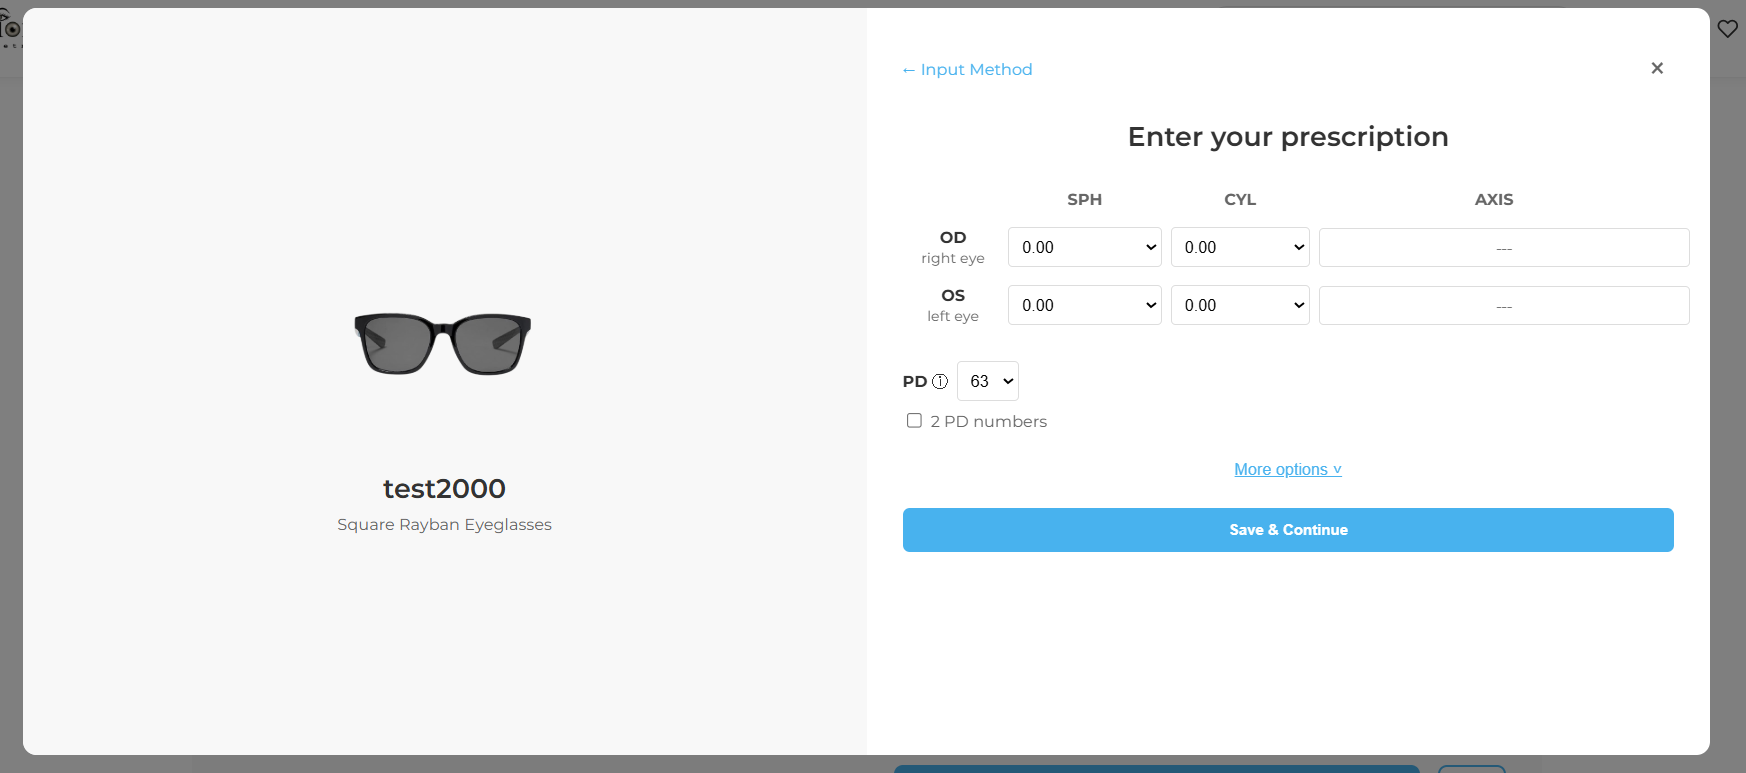 ← Input Method
×
Enter your prescription
SPH CYL AXIS
OD 0.00 0.00 ---
right eye
OS 0.00 0.00 ---
left eye
PD ⓘ 63
2 PD numbers
More options ˅
Save & Continue
test2000
Square Rayban Eyeglasses